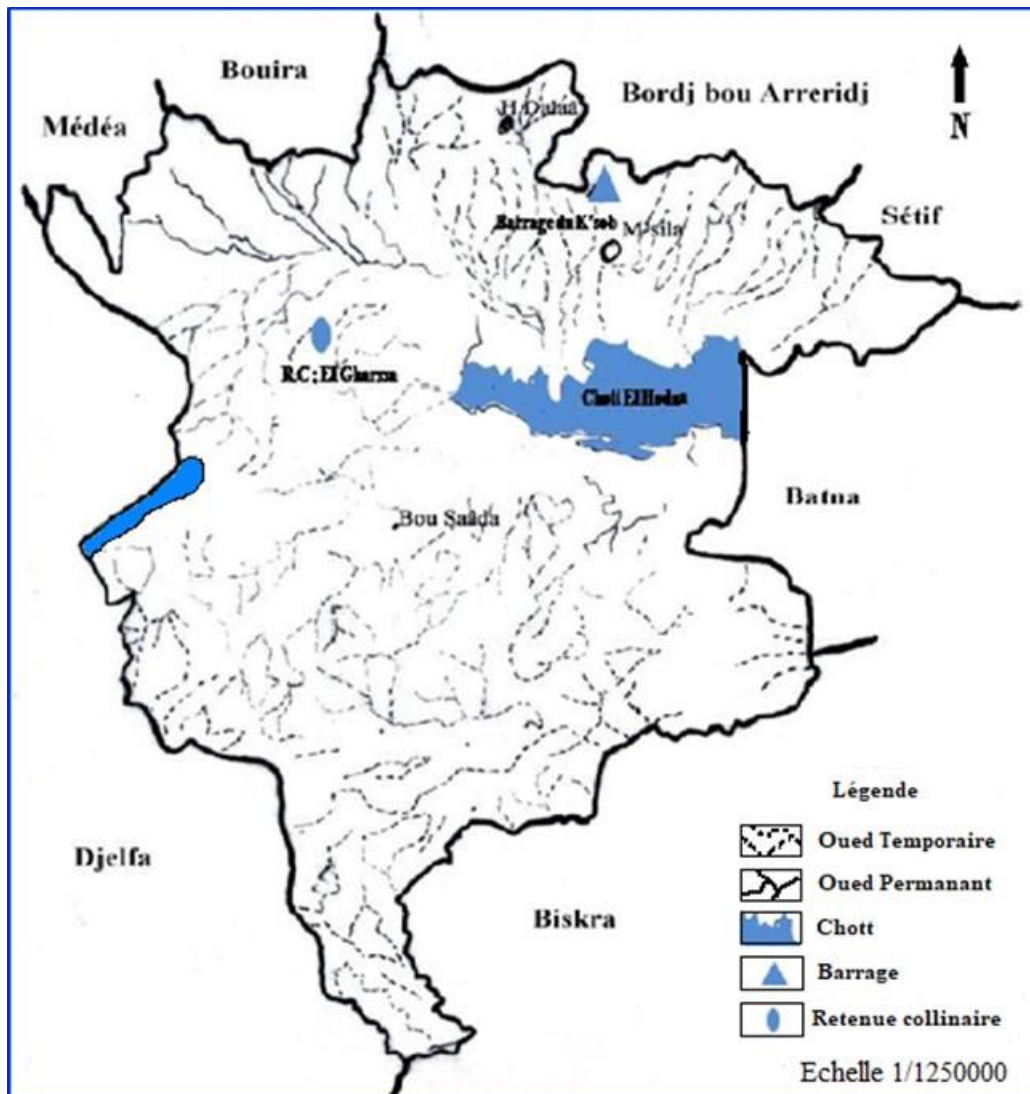 Bouira
Bordj bou Arreridj
Médéa
N
H Dalaâ
Sétif
Barrage du K'sob
M'sila
R.C : El Gharza
Chott El Hodna
Batna
Bou Saâda
Légende
Oued Temporaire
Oued Permanant
Djelfa
Chott
Biskra
Barrage
Retenue collinaire
Echelle 1/1250000